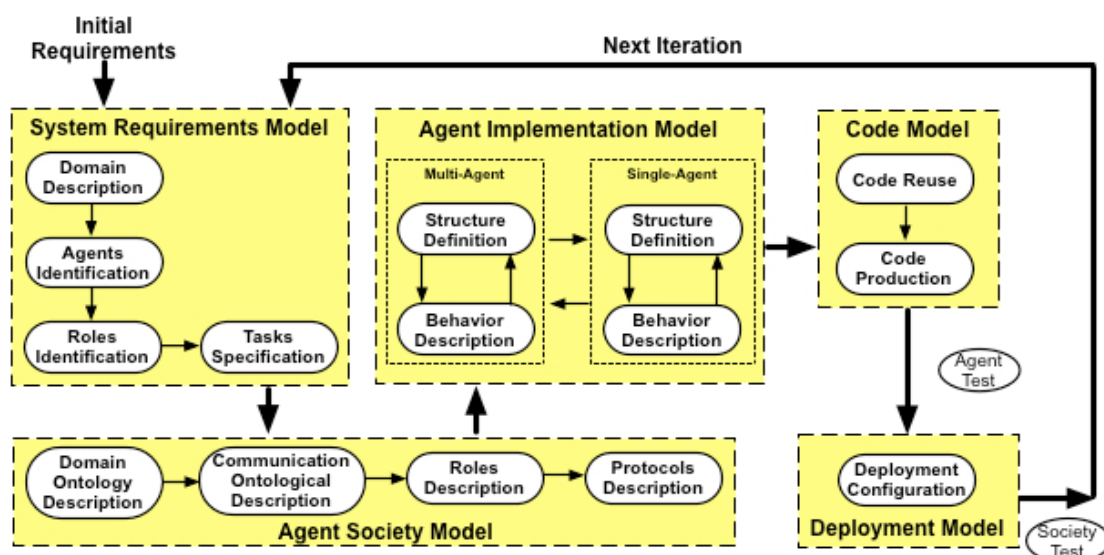 Initial
Requirements
Next Iteration
System Requirements Model
Domain
Description
Agents
Identification
Roles
Identification
Tasks
Specification
Agent Implementation Model
Multi-Agent
Structure
Definition
Behavior
Description
Single-Agent
Structure
Definition
Behavior
Description
Code Model
Code Reuse
Code
Production
Agent
Test
Domain
Ontology
Description
Communication
Ontological
Description
Roles
Description
Protocols
Description
Agent Society Model
Deployment
Configuration
Deployment Model
Society
Test